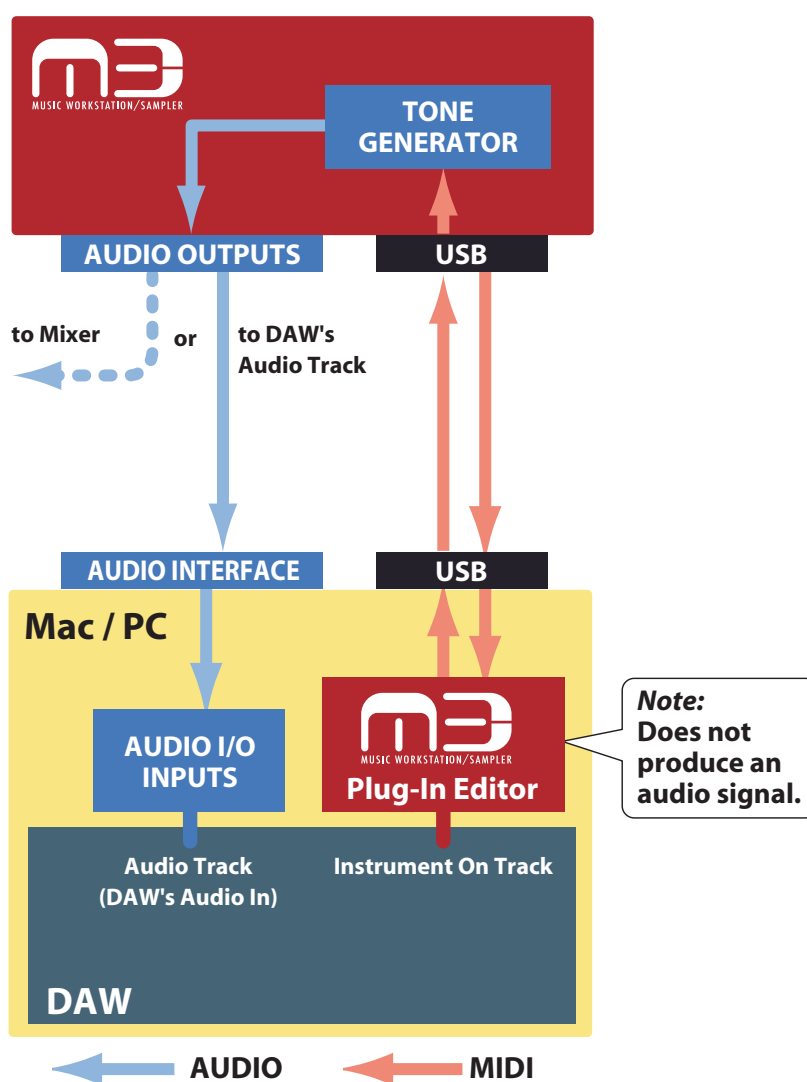 M3
MUSIC WORKSTATION/SAMPLER
TONE
GENERATOR
AUDIO OUTPUTS
USB
to Mixer
or
to DAW's
Audio Track
AUDIO INTERFACE
USB
Mac / PC
AUDIO I/O
INPUTS
M3
MUSIC WORKSTATION/SAMPLER
Plug-In Editor
Note:
Does not
produce an
audio signal.
Audio Track
(DAW's Audio In)
Instrument On Track
DAW
AUDIO
MIDI